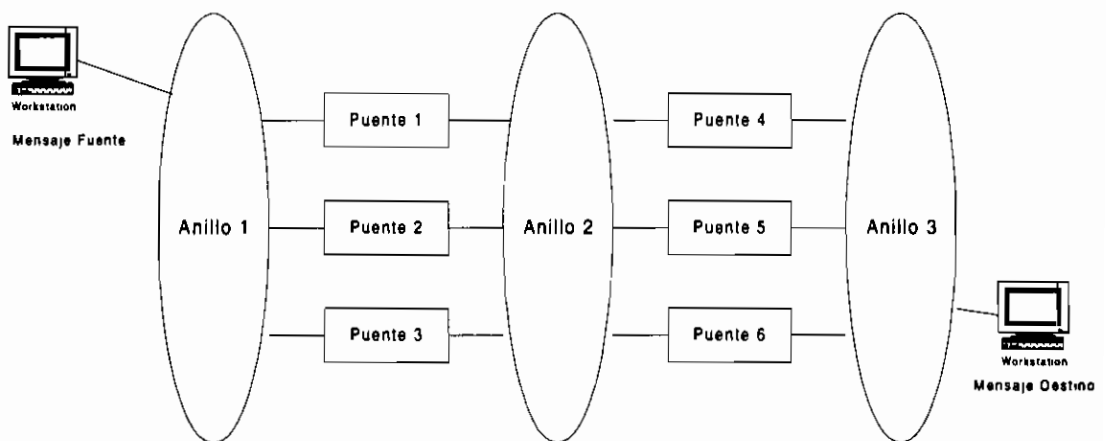 Workstation
Mensaje Fuente
Puente 1
Puente 4
Anillo 1
Puente 2
Anillo 2
Puente 5
Anillo 3
Puente 3
Puente 6
Workstation
Mensaje Destino